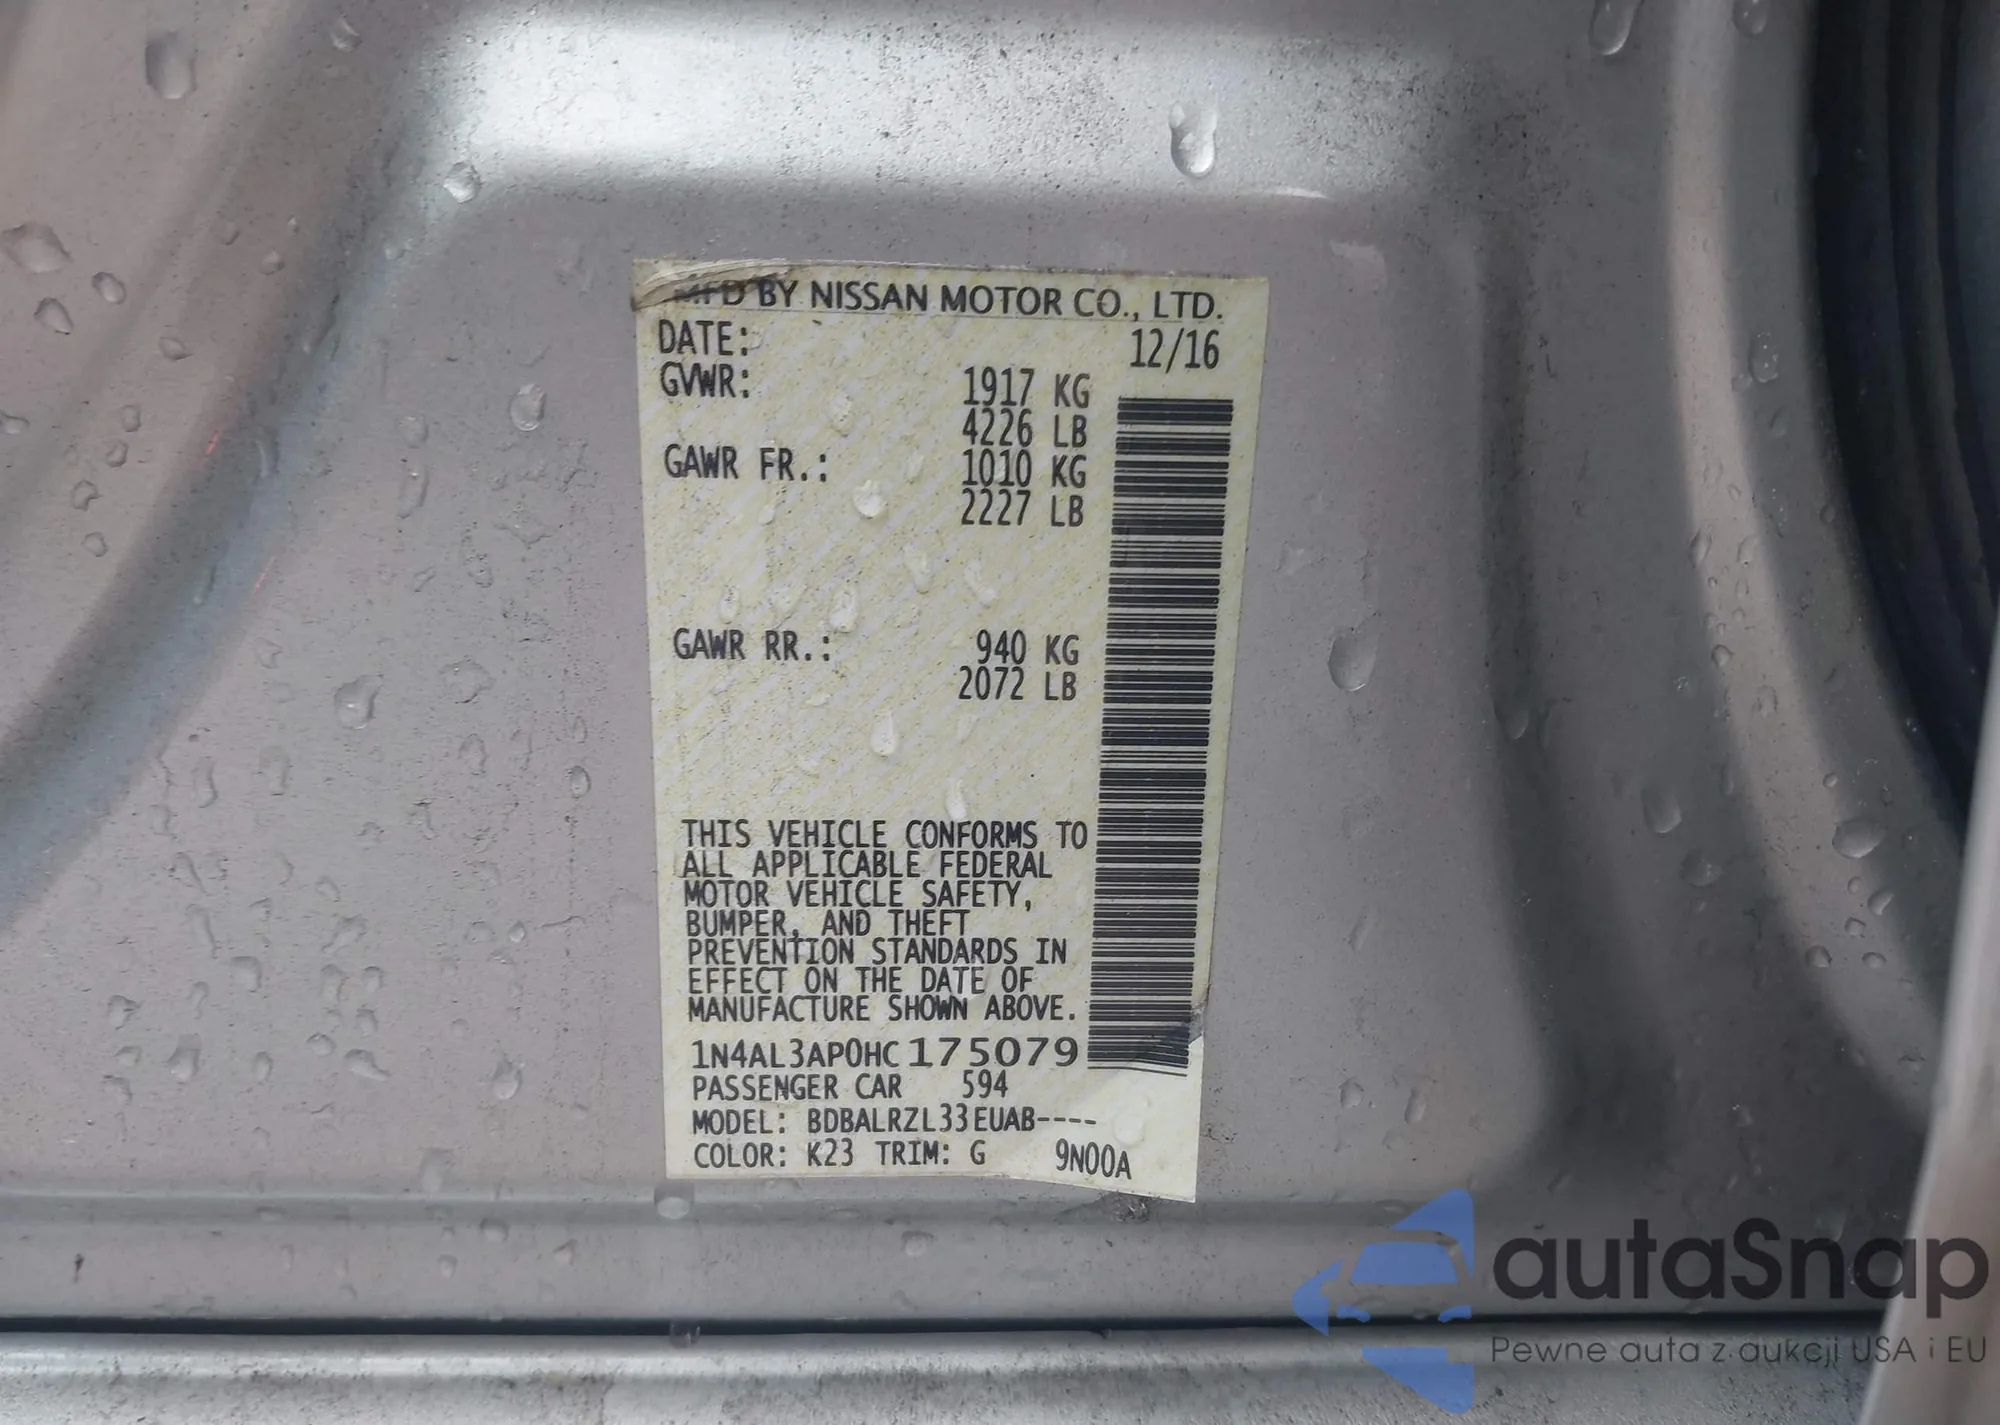 MFD BY NISSAN MOTOR CO., LTD.
DATE: 12/16
GVWR: 1917 KG
4226 LB
GAWR FR.: 1010 KG
2227 LB
GAWR RR.: 940 KG
2072 LB
THIS VEHICLE CONFORMS TO
ALL APPLICABLE FEDERAL
MOTOR VEHICLE SAFETY,
BUMPER, AND THEFT
PREVENTION STANDARDS IN
EFFECT ON THE DATE OF
MANUFACTURE SHOWN ABOVE.
1N4AL3AP0HC175079
PASSENGER CAR 594
MODEL: BDBALRZL33EUAB----
COLOR: K23 TRIM: G 9N00A
autaSnap
Pewne auta z aukcji USA i EU